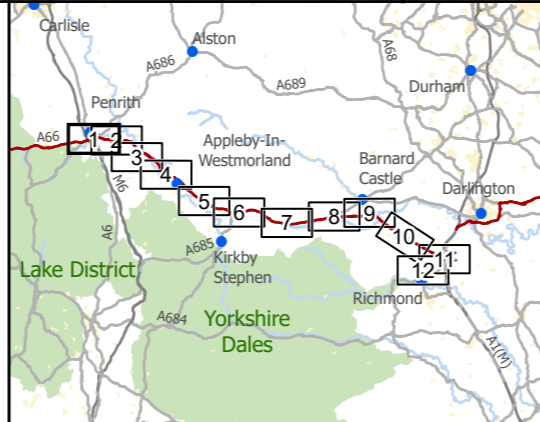 Carlisle
Alston
A686
A68
A689
Durham
Penrith
A66
1
2
3
4
5
6
7
8
9
10
11
12
Appleby-In-
Westmorland
Barnard
Castle
Darlington
M6
A6
A685
Kirkby
Stephen
Lake District
Richmond
A684
Yorkshire
Dales
A1(M)